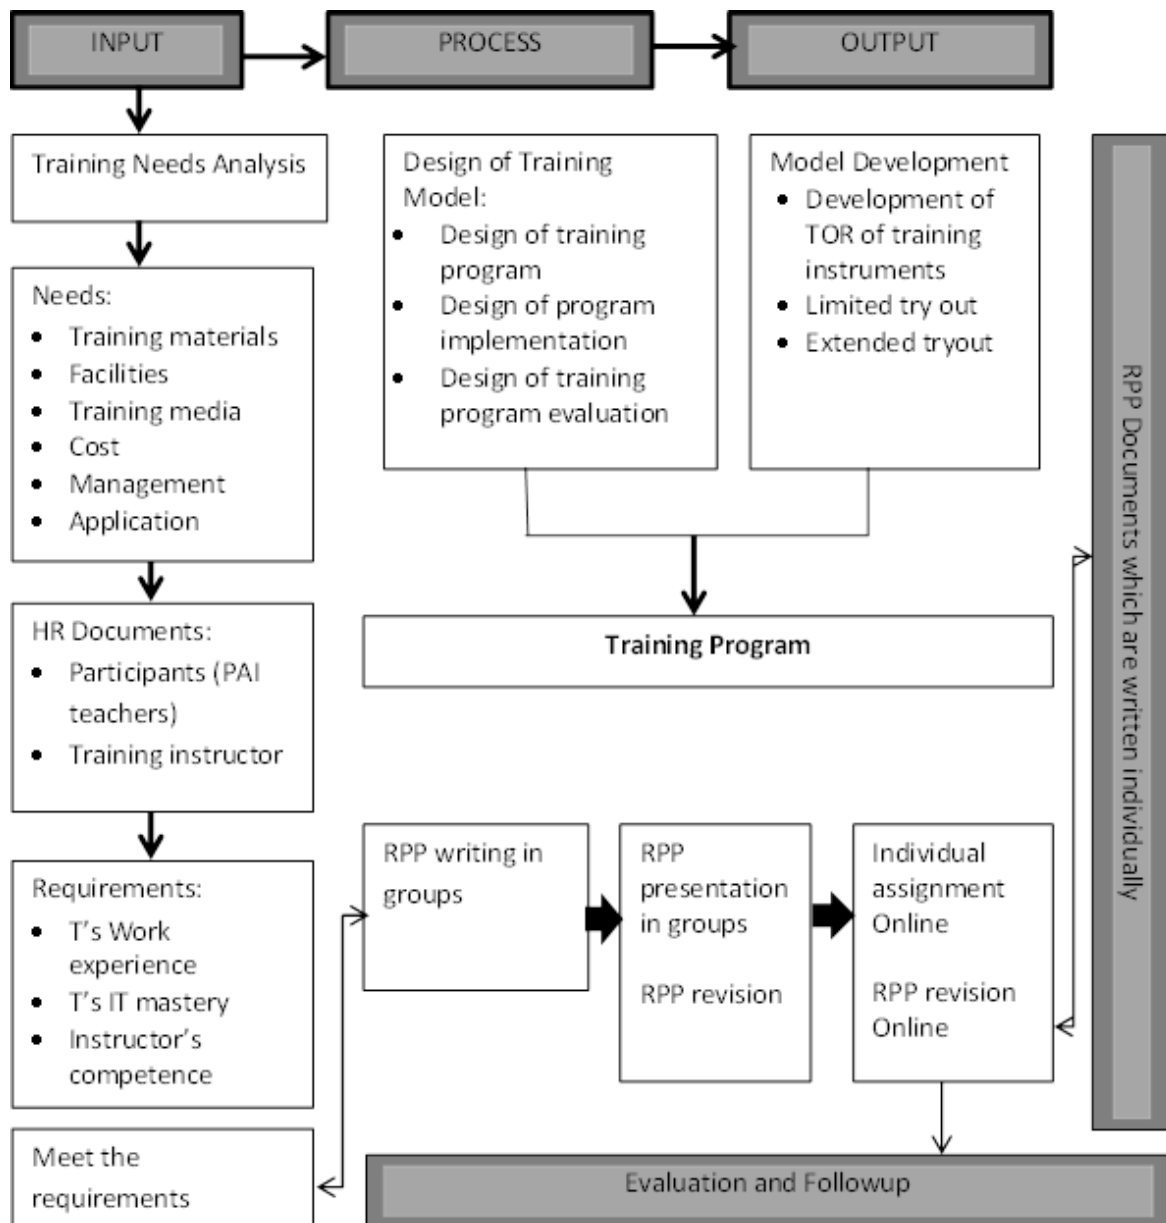 INPUT
PROCESS
OUTPUT
Training Needs Analysis
Needs:
• Training materials
• Facilities
• Training media
• Cost
• Management
• Application
HR Documents:
• Participants (PAI
teachers)
• Training instructor
Requirements:
• T's Work
experience
• T's IT mastery
• Instructor's
competence
Meet the
requirements
Design of Training
Model:
• Design of training
program
• Design of program
implementation
• Design of training
program evaluation
Model Development
• Development of
TOR of training
instruments
• Limited try out
• Extended tryout
Training Program
RPP writing in
groups
RPP
presentation
in groups
RPP revision
Individual
assignment
Online
RPP revision
Online
RPP Documents which are written individually
Evaluation and Followup